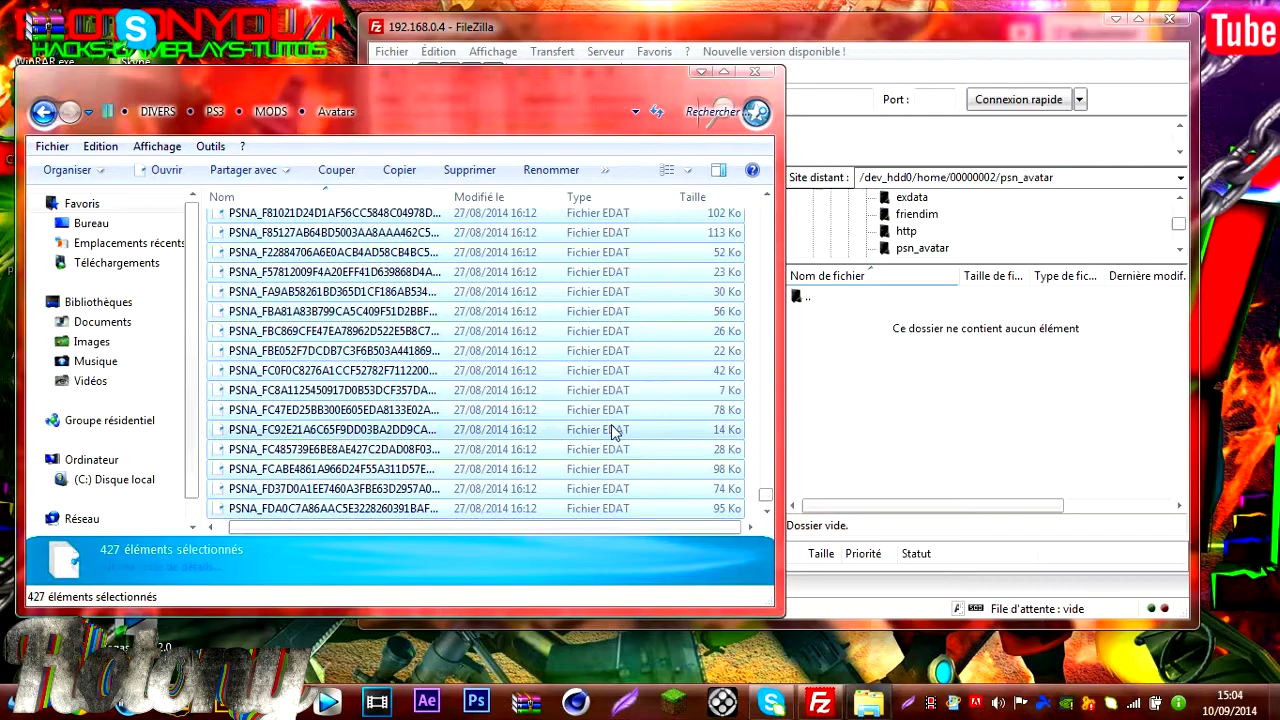 HACKS-GAMEPLAYS-TUTOS
WinRAR.exe
Skype
Tube
192.168.0.4 - FileZilla
Fichier Édition Affichage Transfert Serveur Favoris ? Nouvelle version disponible !
Port : Connexion rapide
DIVERS PS3 MODS Avatars Rechercher
Fichier Edition Affichage Outils ?
Organiser Ouvrir Partager avec Couper Copier Supprimer Renommer »
Nom Modifié le Type Taille
Favoris
Bureau
Emplacements récents
Téléchargements
Bibliothèques
Documents
Images
Musique
Vidéos
Groupe résidentiel
Ordinateur
(C:) Disque local
Réseau
PSNA_F81021D24D1AF56CC5848C04978D... 27/08/2014 16:12 Fichier EDAT 102 Ko
PSNA_F85127AB64BD5003AA8AAA462C5... 27/08/2014 16:12 Fichier EDAT 113 Ko
PSNA_F22884706A6E0ACB4AD58CB4BC5... 27/08/2014 16:12 Fichier EDAT 52 Ko
PSNA_F57812009F4A20EFF41D639868D4A... 27/08/2014 16:12 Fichier EDAT 23 Ko
PSNA_FA9AB58261BD365D1CF186AB534... 27/08/2014 16:12 Fichier EDAT 30 Ko
PSNA_FBA81A83B799CA5C409F51D2BBF... 27/08/2014 16:12 Fichier EDAT 56 Ko
PSNA_FBC869CFE47EA78962D522E5B8C7... 27/08/2014 16:12 Fichier EDAT 26 Ko
PSNA_FBE052F7DCDB7C3F6B503A441869... 27/08/2014 16:12 Fichier EDAT 22 Ko
PSNA_FC0F0C8276A1CCF52782F7112200... 27/08/2014 16:12 Fichier EDAT 42 Ko
PSNA_FC8A1125450917D0B53DCF357DA... 27/08/2014 16:12 Fichier EDAT 7 Ko
PSNA_FC47ED25BB300E605EDA8133E02A... 27/08/2014 16:12 Fichier EDAT 78 Ko
PSNA_FC92E21A6C65F9DD03BA2DD9CA... 27/08/2014 16:12 Fichier EDAT 14 Ko
PSNA_FC485739E6BE8AE427C2DAD08F03... 27/08/2014 16:12 Fichier EDAT 28 Ko
PSNA_FCABE4861A966D24F55A311D57E... 27/08/2014 16:12 Fichier EDAT 98 Ko
PSNA_FD37D0A1EE7460A3FBE63D2957A0... 27/08/2014 16:12 Fichier EDAT 74 Ko
PSNA_FDA0C7A86AAC5E3228260391BAF... 27/08/2014 16:12 Fichier EDAT 95 Ko
427 éléments sélectionnés
427 éléments sélectionnés
Site distant : /dev_hdd0/home/00000002/psn_avatar
exdata
friendim
http
psn_avatar
Nom de fichier Taille de fi... Type de fic... Dernière modif.
..
Ce dossier ne contient aucun élément
Dossier vide.
Taille Priorité Statut
File d'attente : vide
Ae Ps
15:04
10/09/2014